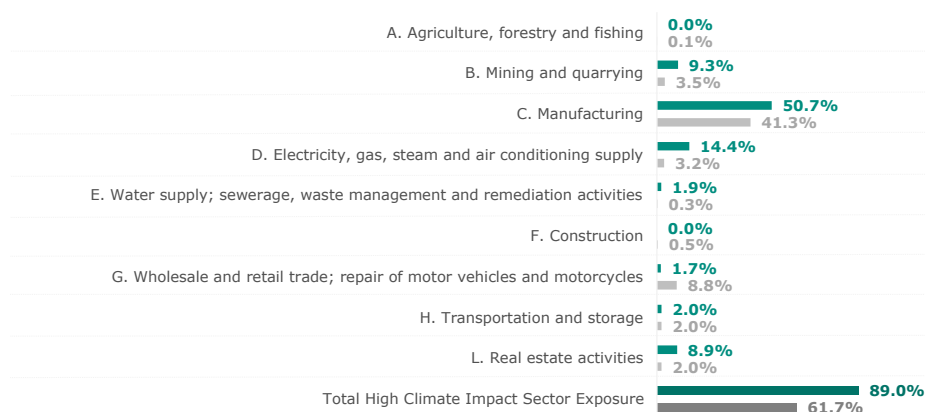 A. Agriculture, forestry and fishing
0.0%
0.1%
B. Mining and quarrying
9.3%
3.5%
C. Manufacturing
50.7%
41.3%
D. Electricity, gas, steam and air conditioning supply
14.4%
3.2%
E. Water supply; sewerage, waste management and remediation activities
1.9%
0.3%
F. Construction
0.0%
0.5%
G. Wholesale and retail trade; repair of motor vehicles and motorcycles
1.7%
8.8%
H. Transportation and storage
2.0%
2.0%
L. Real estate activities
8.9%
2.0%
Total High Climate Impact Sector Exposure
89.0%
61.7%